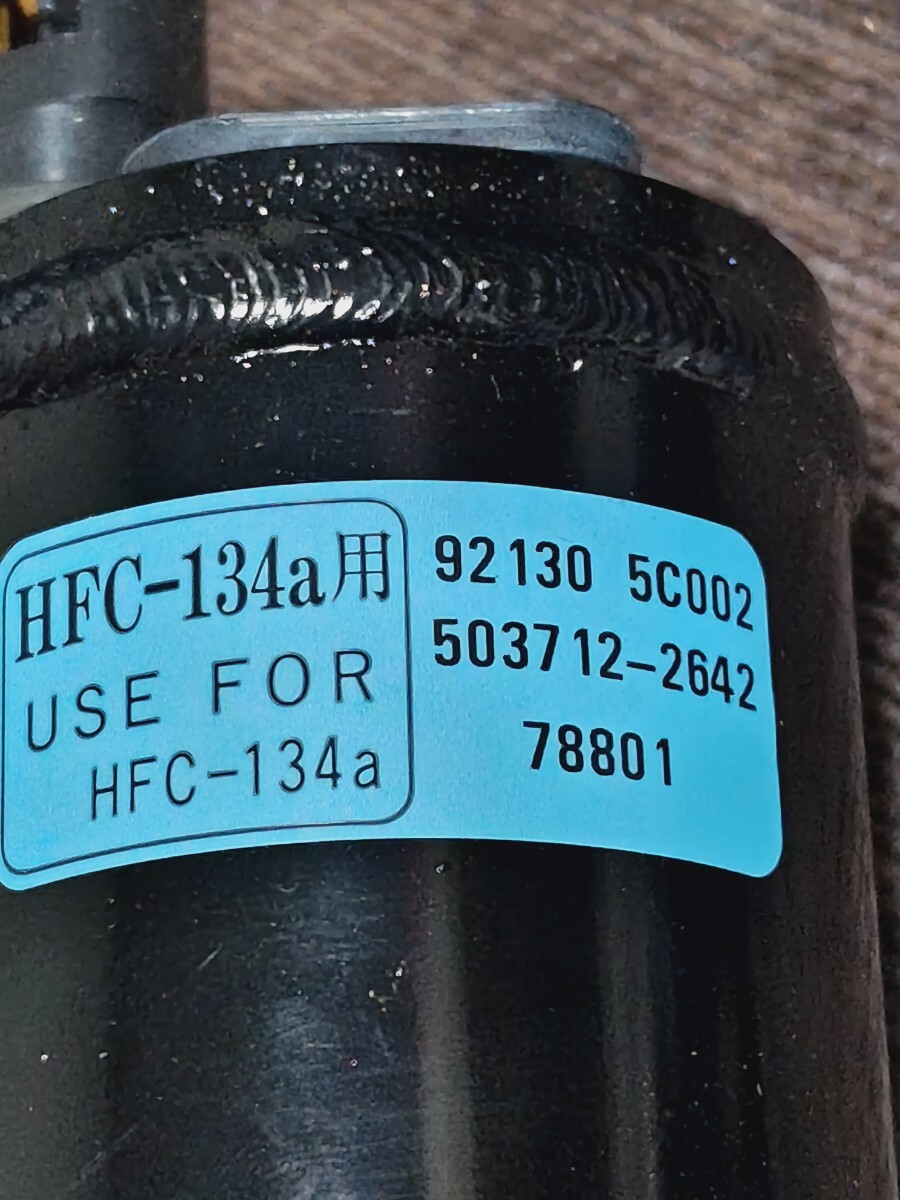 HFC-134a用
USE FOR
HFC-134a
92130 5C002
503712-2642
78801